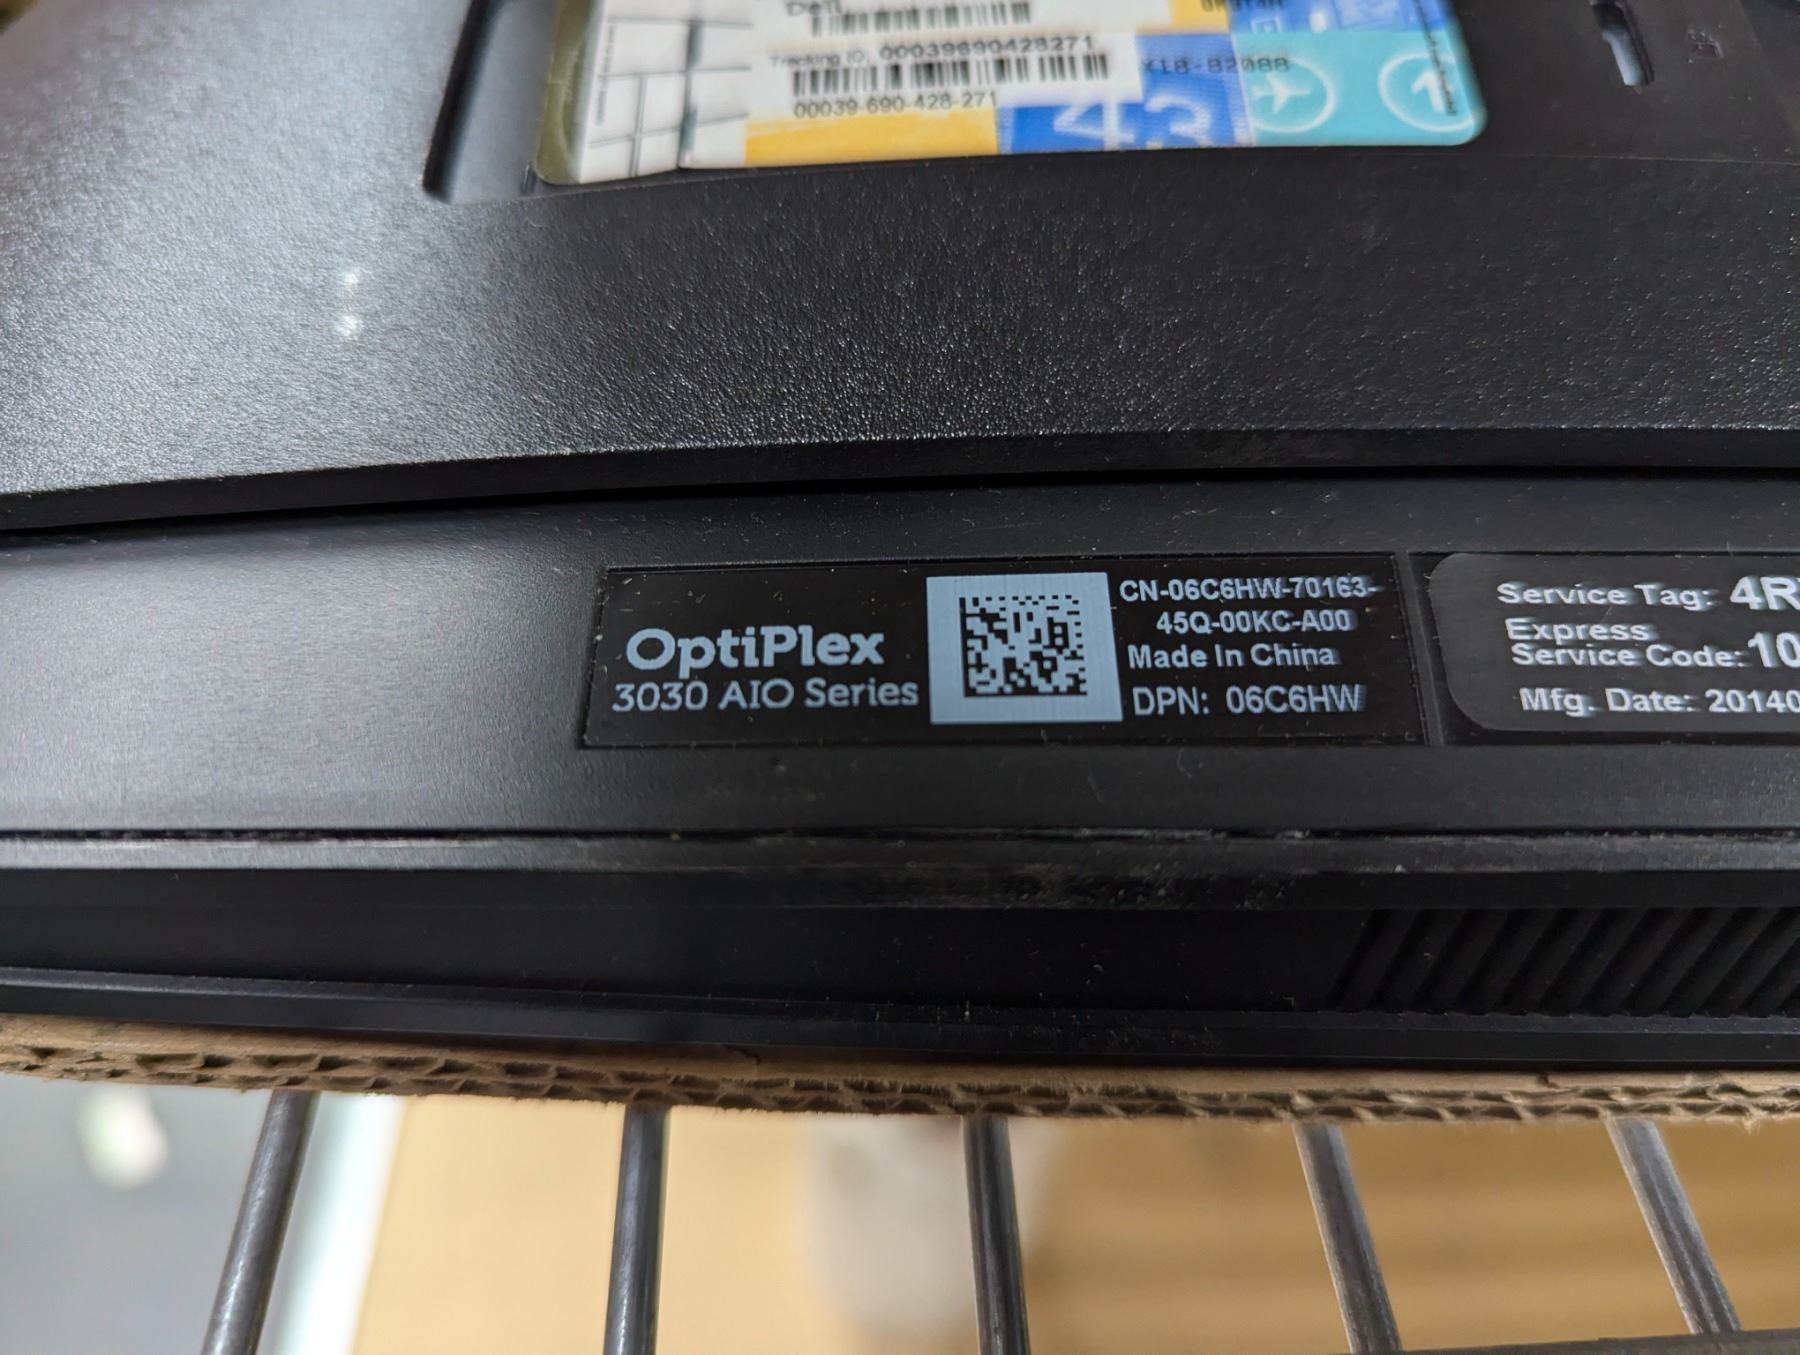 Dell
Tracking ID: 00039690428271
X18-82088
00039-690-428-271
OptiPlex
3030 AIO Series
CN-06C6HW-70163-
45Q-00KC-A00
Made In China
DPN: 06C6HW
Service Tag: 4R
Express
Service Code: 10
Mfg. Date: 20140